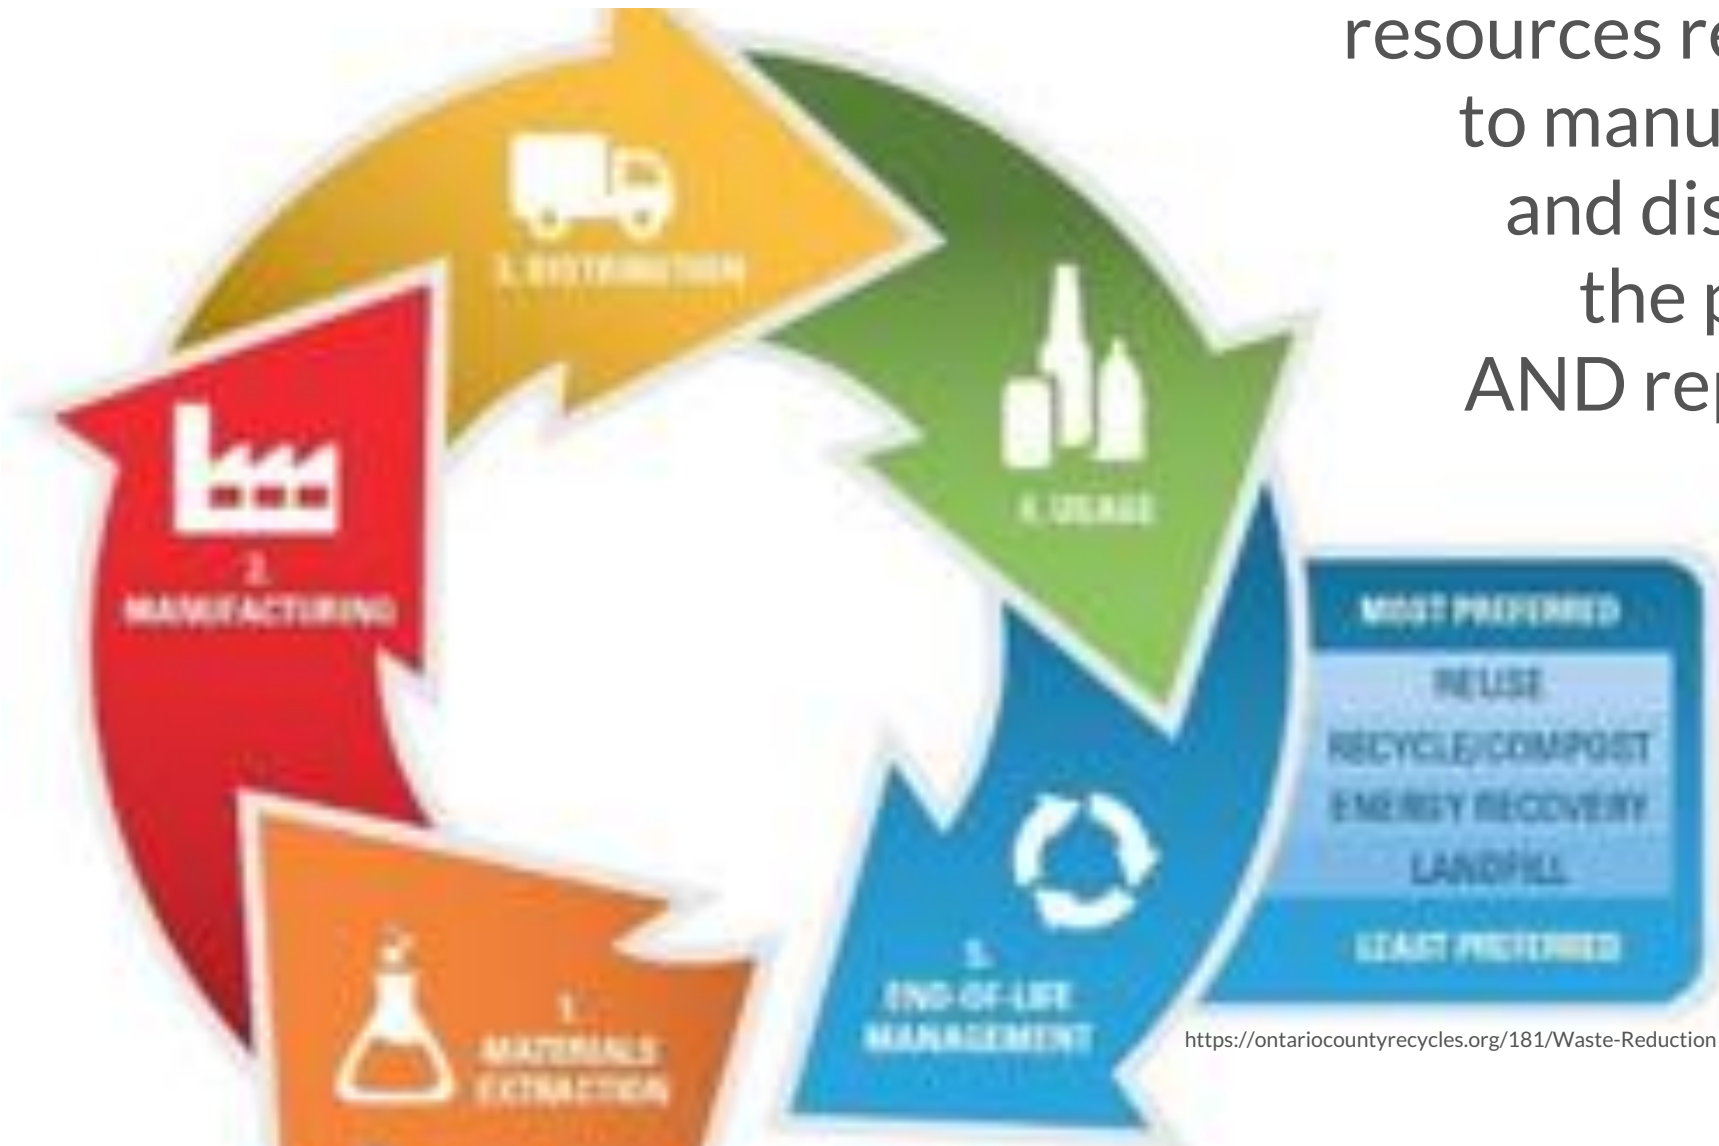 resources re
to manu
and dis
the p
AND rep
3. DISTRIBUTION
4. USAGE
2.
MANUFACTURING
MOST PREFERRED
REUSE
RECYCLE/COMPOST
ENERGY RECOVERY
LANDFILL
LEAST PREFERRED
5.
END-OF-LIFE
MANAGEMENT
1.
MATERIALS
EXTRACTION
https://ontariocountyrecycles.org/181/Waste-Reduction